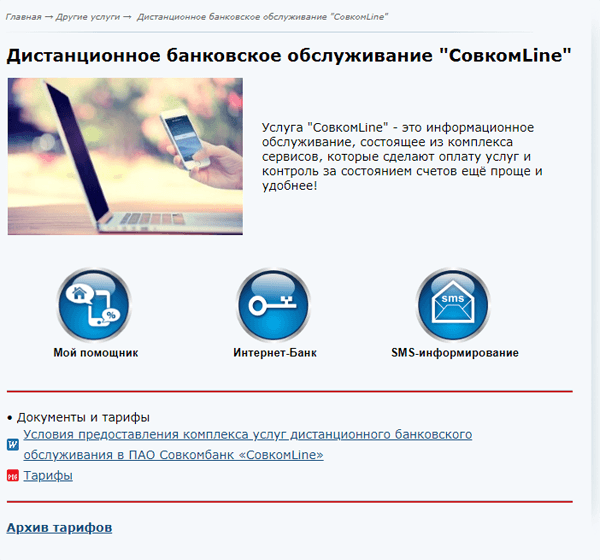 Главная → Другие услуги → Дистанционное банковское обслуживание "СовкомLine"
Дистанционное банковское обслуживание "СовкомLine"
Услуга "СовкомLine" - это информационное
обслуживание, состоящее из комплекса
сервисов, которые сделают оплату услуг и
контроль за состоянием счетов ещё проще и
удобнее!
%
sms
Мой помощник
Интернет-Банк
SMS-информирование
• Документы и тарифы
W
Условия предоставления комплекса услуг дистанционного банковского
обслуживания в ПАО Совкомбанк «СовкомLine»
PDF Тарифы
Архив тарифов